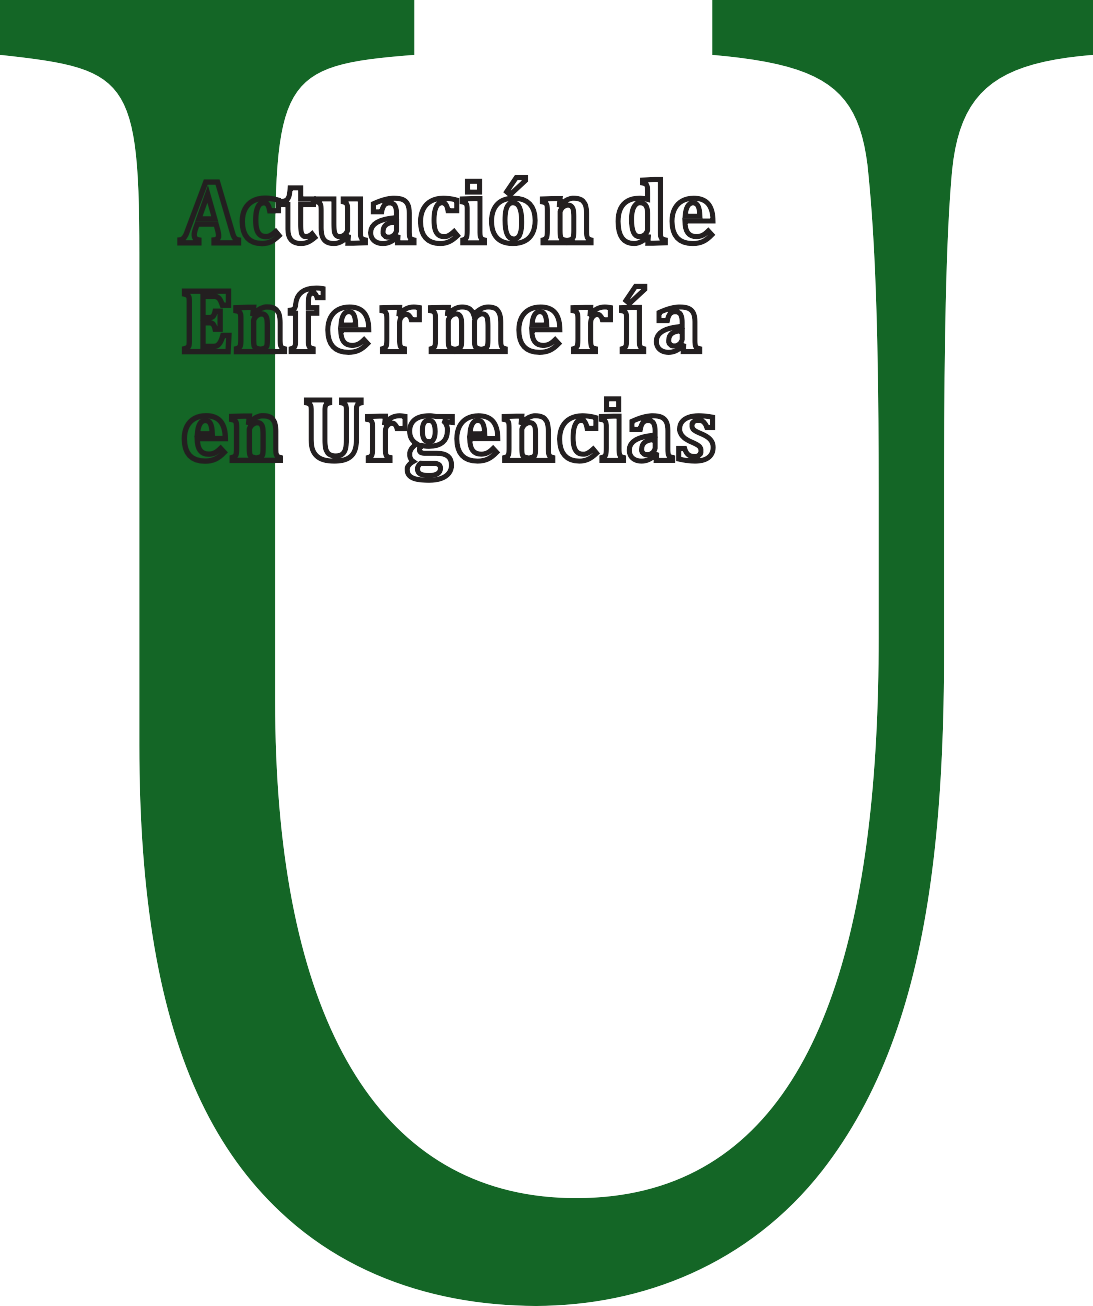 Actuación de
Enfermería
en Urgencias
U